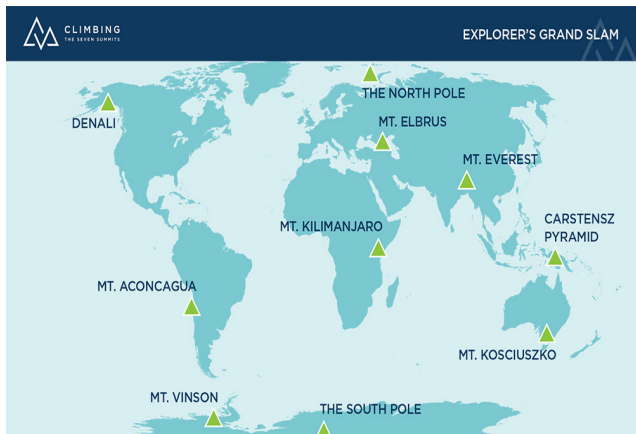 CLIMBING
THE SEVEN SUMMITS
EXPLORER'S GRAND SLAM
THE NORTH POLE
DENALI
MT. ELBRUS
MT. EVEREST
CARSTENSZ
PYRAMID
MT. KILIMANJARO
MT. ACONCAGUA
MT. KOSCIUSZKO
MT. VINSON
THE SOUTH POLE